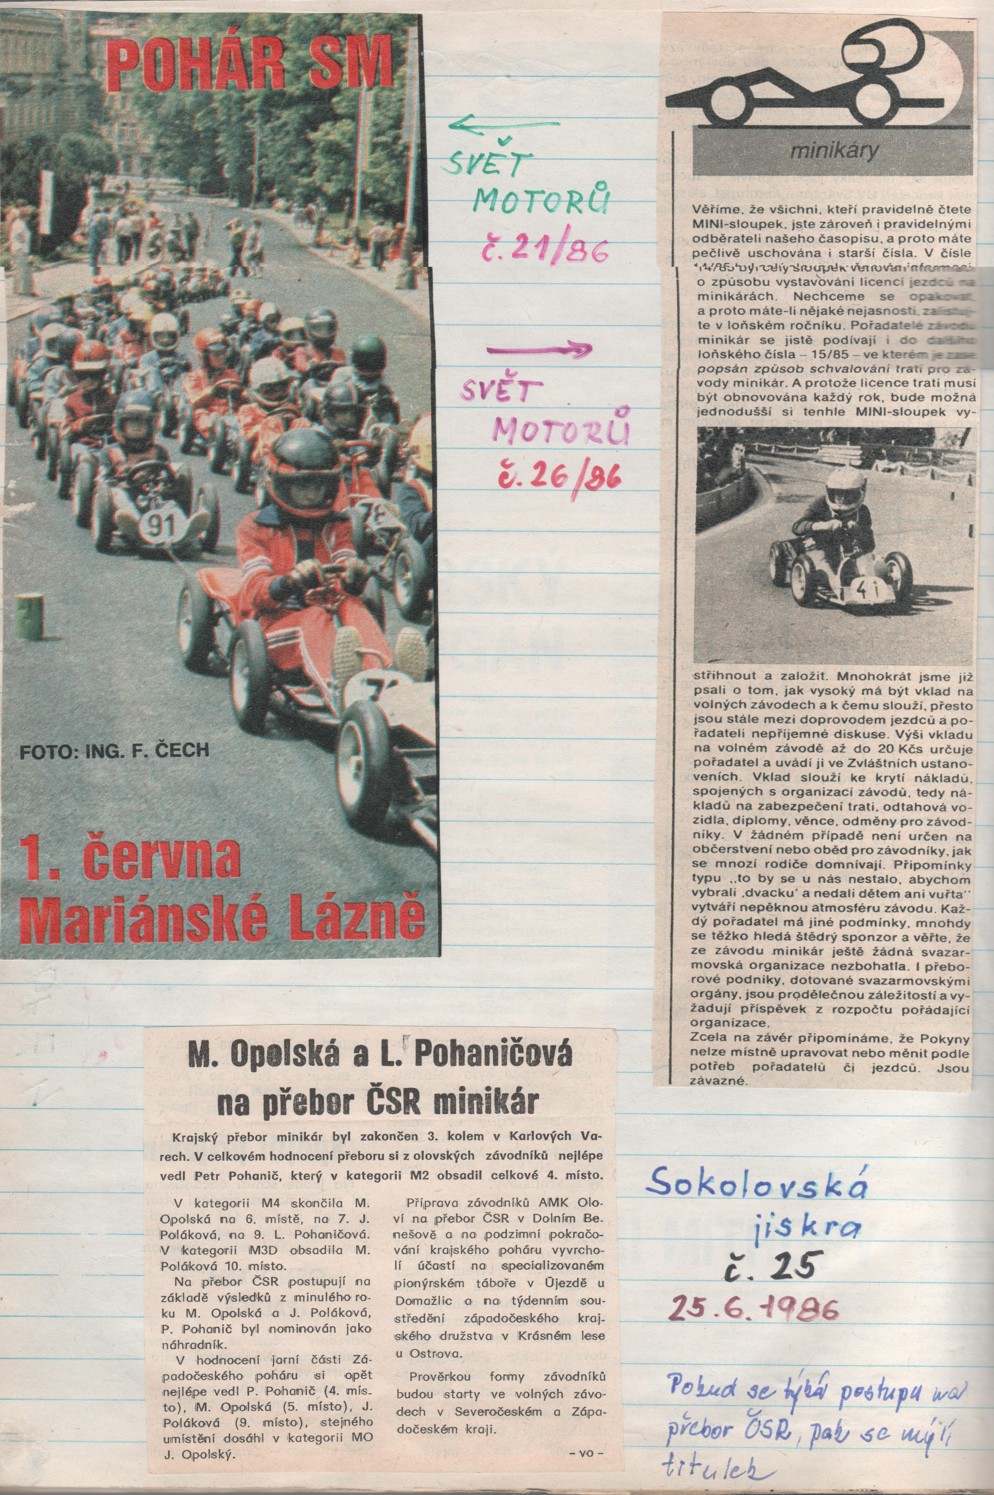 POHÁR SM
91
78
7
FOTO: ING. F. ČECH
1. června
Mariánské Lázně
SVĚT
MOTORŮ
č. 21/86
SVĚT
MOTORŮ
č. 26/86
minikáry
Věříme, že všichni, kteří pravidelně čtete
MINI-sloupek, jste zároveň i pravidelnými
odběrateli našeho časopisu, a proto máte
pečlivě uschována i starší čísla. V čísle
14/85 byl celý sloupek věnován informaci
o způsobu vystavování licencí jezdců na
minikárách. Nechceme se opakovat,
a proto máte-li nějaké nejasnosti, zalistuj-
te v loňském ročníku. Pořadatelé závodu
minikár se jistě podívají i do dalšího
loňského čísla – 15/85 – ve kterém je zase
popsán způsob schvalování trati pro zá-
vody minikár. A protože licence trati musí
být obnovována každý rok, bude možná
jednodušší si tenhle MINI-sloupek vy-
41
střihnout a založit. Mnohokrát jsme již
psali o tom, jak vysoký má být vklad na
volných závodech a k čemu slouží, přesto
jsou stále mezi doprovodem jezdců a po-
řadateli nepříjemné diskuse. Výši vkladu
na volném závodě až do 20 Kčs určuje
pořadatel a uvádí ji ve Zvláštních ustano-
veních. Vklad slouží ke krytí nákladů,
spojených s organizací závodů, tedy ná-
kladů na zabezpečení trati, odtahová vo-
zidla, diplomy, věnce, odměny pro závod-
níky. V žádném případě není určen na
občerstvení nebo oběd pro závodníky, jak
se mnozí rodiče domnívají. Připomínky
typu „to by se u nás nestalo, abychom
vybrali ‚dvacku‘ a nedali dětem ani vuřta“
vytváří nepěknou atmosféru závodu. Kaž-
dý pořadatel má jiné podmínky, mnohdy
se těžko hledá štědrý sponzor a věřte, že
ze závodu minikár ještě žádná svazar-
movská organizace nezbohatla. I přebo-
rové podniky, dotované svazarmovskými
orgány, jsou prodělečnou záležitostí a vy-
žadují příspěvek z rozpočtu pořádající
organizace.
Zcela na závěr připomínáme, že Pokyny
nelze místně upravovat nebo měnit podle
potřeb pořadatelů či jezdců. Jsou
závazné.
M. Opolská a L. Pohaničová
na přebor ČSR minikár
Krajský přebor minikár byl zakončen 3. kolem v Karlových Va-
rech. V celkovém hodnocení přeboru si z olovských závodníků nejlépe
vedl Petr Pohanič, který v kategorii M2 obsadil celkové 4. místo.
V kategorii M4 skončila M.
Opolská na 6. místě, na 7. J.
Poláková, na 9. L. Pohaničová.
V kategorii M3D obsadila M.
Poláková 10. místo.
Na přebor ČSR postupují na
základě výsledků z minulého ro-
ku M. Opolská a J. Poláková,
P. Pohanič byl nominován jako
náhradník.
V hodnocení jarní části Zá-
padočeského poháru si opět
nejlépe vedl P. Pohanič (4. mís-
to), M. Opolská (5. místo), J.
Poláková (9. místo), stejného
umístění dosáhl v kategorii MO
J. Opolský.
Příprava závodníků AMK Olo-
ví na přebor ČSR v Dolním Be-
nešově a na podzimní pokračo-
vání krajského poháru vyvrcho-
lí účastí na specializovaném
pionýrském táboře v Újezdě u
Domažlic a na týdenním sou-
středění západočeského kraj-
ského družstva v Krásném lese
u Ostrova.
Prověrkou formy závodníků
budou starty ve volných závo-
dech v Severočeském a Zápa-
dočeském kraji.
– vo –
Sokolovská
jiskra
č. 25
25.6.1986
Pokud se týká postupu na
přebor ČSR, pak se mýlí
titulek